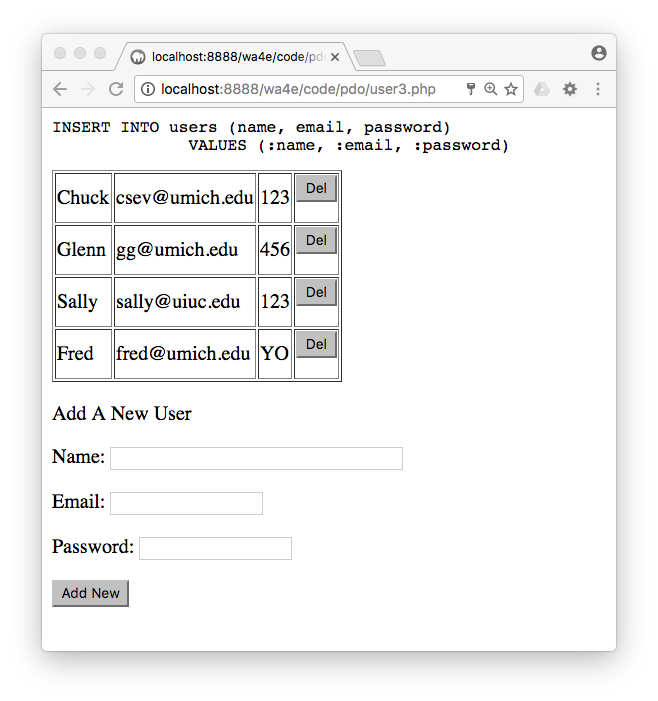 localhost:8888/wa4e/code/pdo
localhost:8888/wa4e/code/pdo/user3.php
INSERT INTO users (name, email, password)
VALUES (:name, :email, :password)
Chuck csev@umich.edu 123 Del
Glenn gg@umich.edu 456 Del
Sally sally@uiuc.edu 123 Del
Fred fred@umich.edu YO Del
Add A New User
Name:
Email:
Password:
Add New